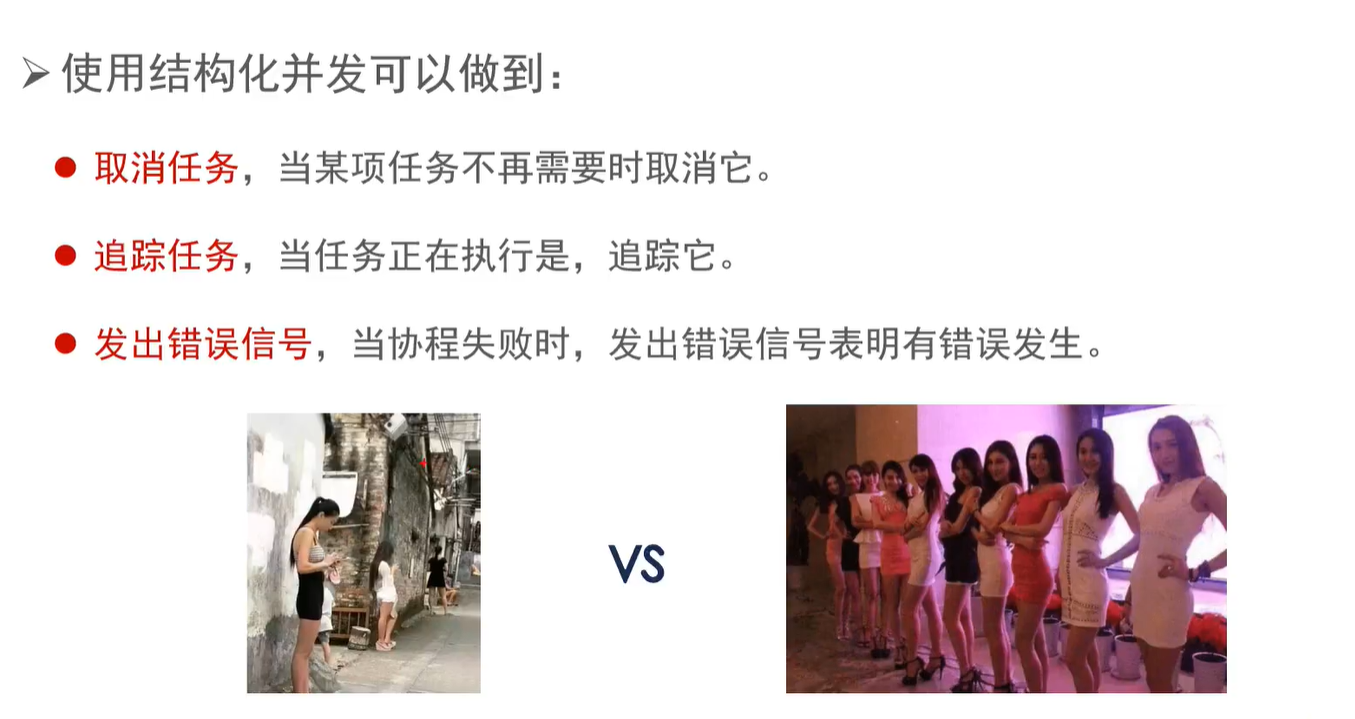 使用结构化并发可以做到：
取消任务，当某项任务不再需要时取消它。
追踪任务，当任务正在执行是，追踪它。
发出错误信号，当协程失败时，发出错误信号表明有错误发生。
VS